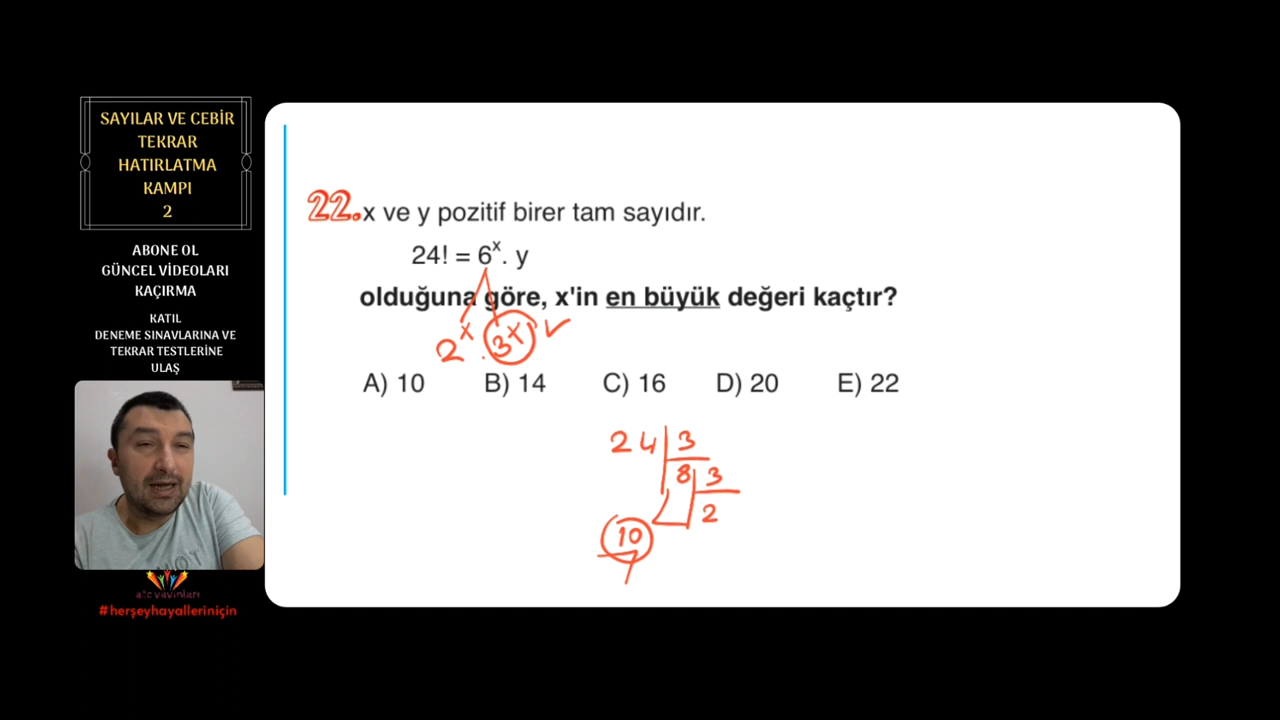 SAYILAR VE CEBİR
TEKRAR
HATIRLATMA
KAMPI
2
ABONE OL
GÜNCEL VİDEOLARI
KAÇIRMA
KATIL
DENEME SINAVLARINA VE
TEKRAR TESTLERİNE
ULAŞ
a:c yayınları
#herşeyhayalleriniçin
22. x ve y pozitif birer tam sayıdır.
24! = 6ˣ. y
olduğuna göre, x'in en büyük değeri kaçtır?
2ˣ . 3ˣ ✓
A) 10 B) 14 C) 16 D) 20 E) 22
24 3
8 3
2
10